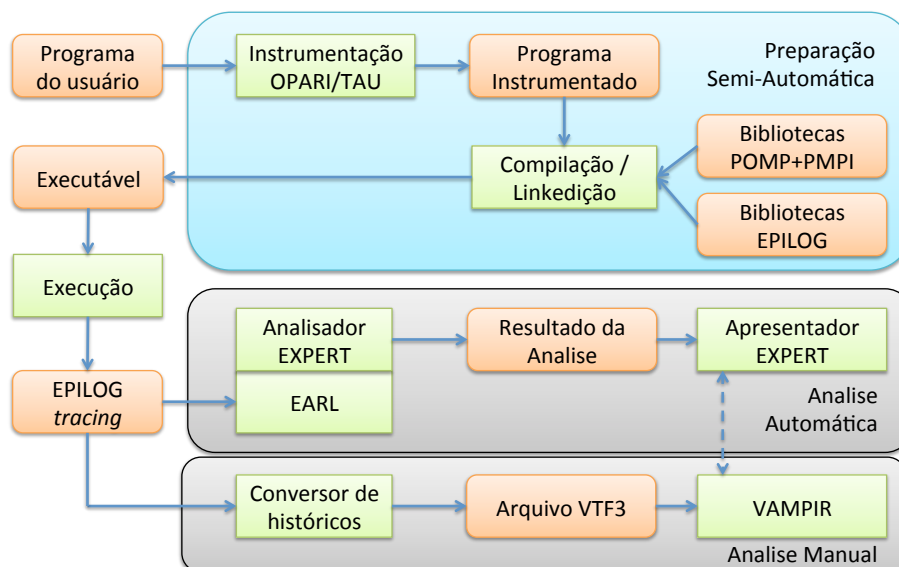 Programa
do usuário
Instrumentação
OPARI/TAU
Programa
Instrumentado
Preparação
Semi-Automática
Bibliotecas
POMP+PMPI
Compilação /
Linkedição
Executável
Bibliotecas
EPILOG
Execução
Analisador
EXPERT
Resultado da
Analise
Apresentador
EXPERT
EPILOG
tracing
EARL
Analise
Automática
Conversor de
históricos
Arquivo VTF3
VAMPIR
Analise Manual